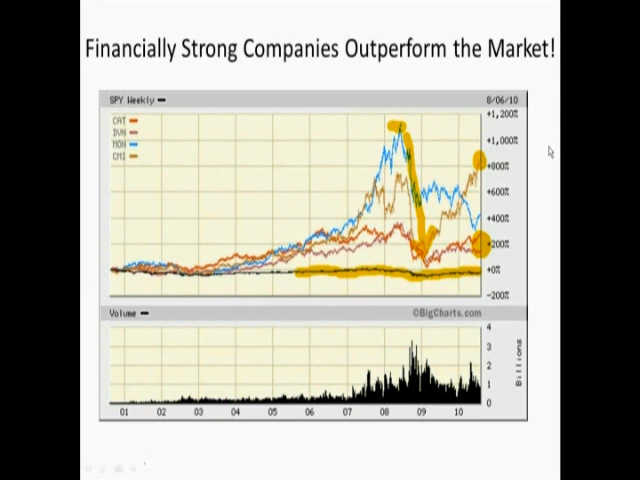 Financially Strong Companies Outperform the Market!
SPY Weekly
8/06/10
CAT
DVN
MON
CMI
+1,200%
+1,000%
+800%
+600%
+400%
+200%
+0%
-200%
Volume
©BigCharts.com
4
3
2
1
0
Billions
01 02 03 04 05 06 07 08 09 10